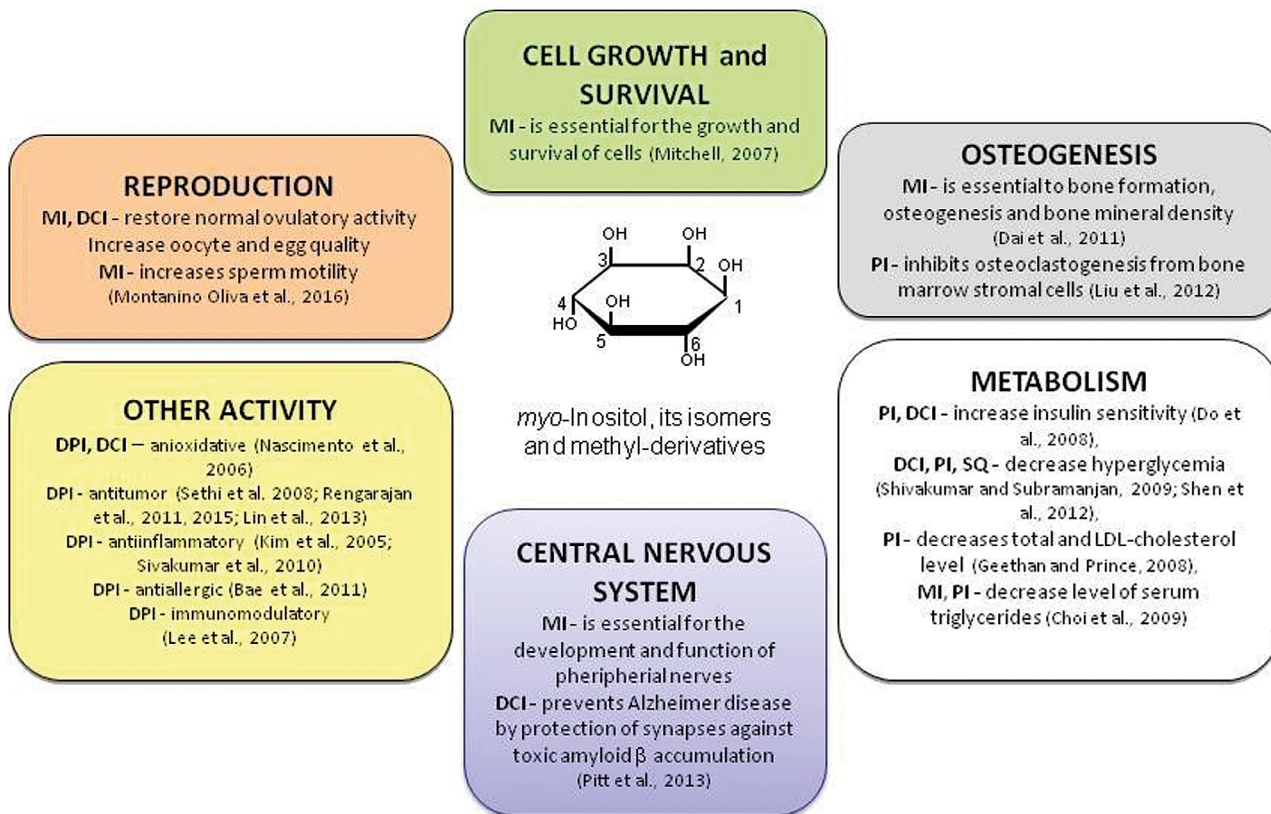 CELL GROWTH and
SURVIVAL
MI - is essential for the growth and
survival of cells (Mitchell, 2007)
REPRODUCTION
MI, DCI - restore normal ovulatory activity
Increase oocyte and egg quality
MI - increases sperm motility
(Montanino Oliva et al., 2016)
OSTEOGENESIS
MI - is essential to bone formation,
osteogenesis and bone mineral density
(Dai et al., 2011)
PI - inhibits osteoclastogenesis from bone
marrow stromal cells (Liu et al., 2012)
OH
OH
3
2
OH
4
OH
1
HO
5
6
OH
myo-Inositol, its isomers
and methyl-derivatives
OTHER ACTIVITY
DPI, DCI – anioxidative (Nascimento et al.,
2006)
DPI - antitumor (Sethi et al. 2008; Rengarajan
et al., 2011, 2015; Lin et al., 2013)
DPI - antiinflammatory (Kim et al., 2005;
Sivakumar et al., 2010)
DPI - antiallergic (Bae et al., 2011)
DPI - immunomodulatory
(Lee et al., 2007)
METABOLISM
PI, DCI - increase insulin sensitivity (Do et
al., 2008),
DCI, PI, SQ - decrease hyperglycemia
(Shivakumar and Subramanjan, 2009; Shen et
al., 2012),
PI - decreases total and LDL-cholesterol
level (Geethan and Prince, 2008),
MI, PI - decrease level of serum
triglycerides (Choi et al., 2009)
CENTRAL NERVOUS
SYSTEM
MI - is essential for the
development and function of
pheripherial nerves
DCI - prevents Alzheimer disease
by protection of synapses against
toxic amyloid β accumulation
(Pitt et al., 2013)